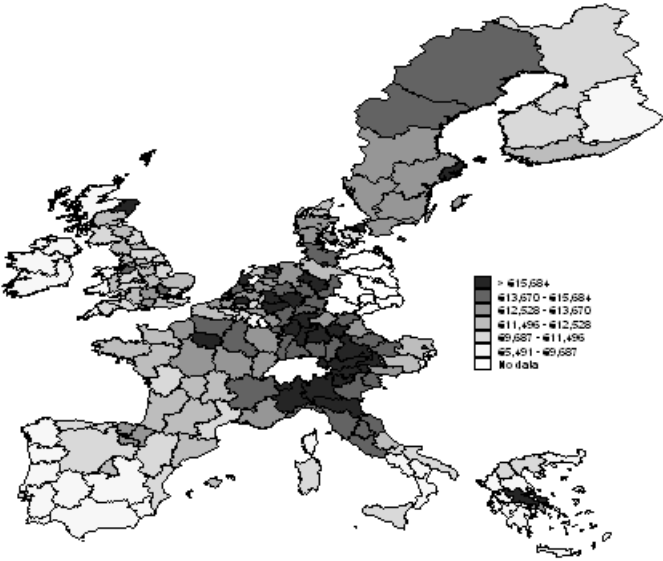 > €15,684
€13,670 - €15,684
€12,528 - €13,670
€11,496 - €12,528
€9,687 - €11,496
€5,491 - €9,687
No data